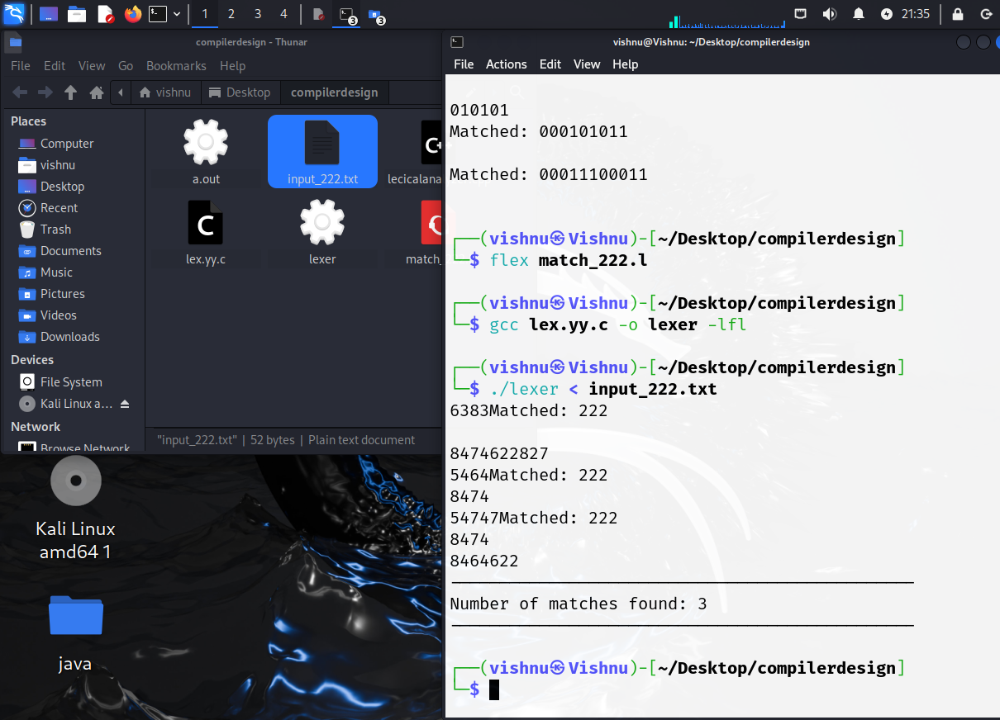 1 2 3 4 3 3 21:35
compilerdesign - Thunar
File Edit View Go Bookmarks Help
vishnu Desktop compilerdesign
Places
Computer
vishnu
Desktop
Recent
Trash
Documents
Music
Pictures
Videos
Downloads
Devices
File System
Kali Linux a...
Network
Browse Network
a.out input_222.txt lecicalana
lex.yy.c lexer match_
"input_222.txt" | 52 bytes | Plain text document
Kali Linux
amd64 1
java
vishnu@Vishnu: ~/Desktop/compilerdesign
File Actions Edit View Help
010101
Matched: 000101011
Matched: 00011100011
┌──(vishnu㉿Vishnu)-[~/Desktop/compilerdesign]
└─$ flex match_222.l
┌──(vishnu㉿Vishnu)-[~/Desktop/compilerdesign]
└─$ gcc lex.yy.c -o lexer -lfl
┌──(vishnu㉿Vishnu)-[~/Desktop/compilerdesign]
└─$ ./lexer < input_222.txt
6383Matched: 222
8474622827
5464Matched: 222
8474
54747Matched: 222
8474
8464622
Number of matches found: 3
┌──(vishnu㉿Vishnu)-[~/Desktop/compilerdesign]
└─$